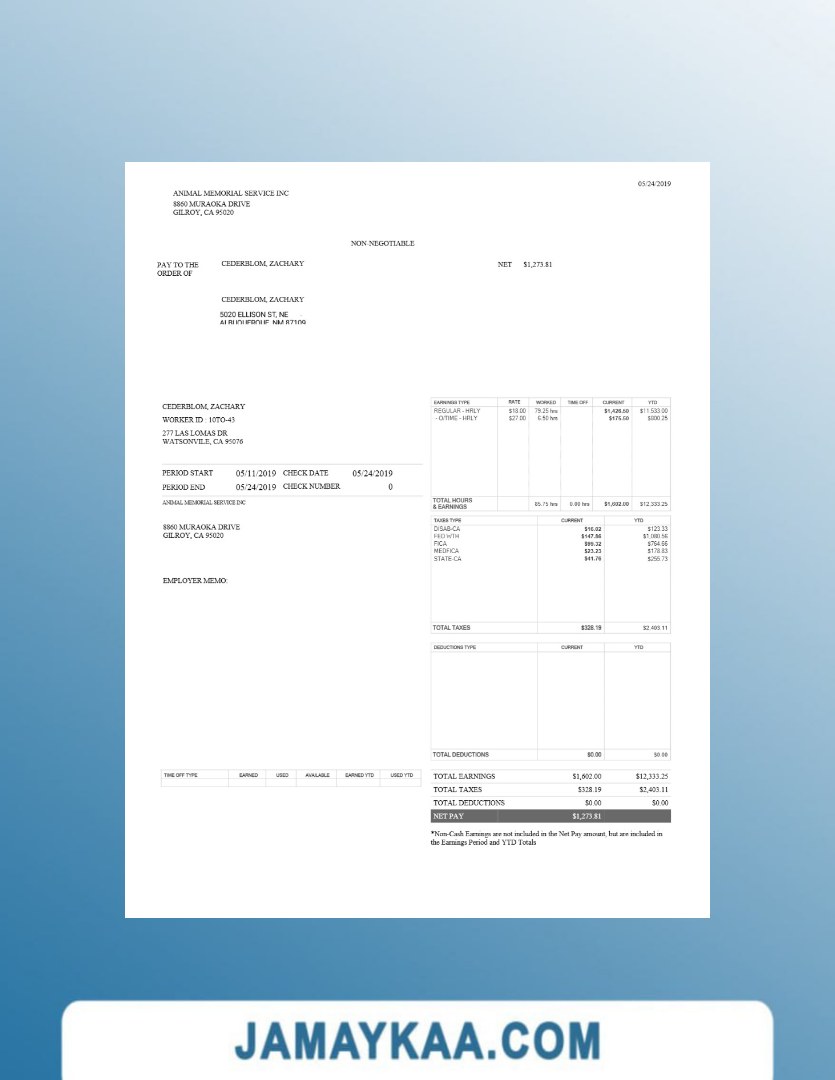 05/24/2019
ANIMAL MEMORIAL SERVICE INC
8860 MURAOKA DRIVE
GILROY, CA 95020
NON-NEGOTIABLE
PAY TO THE ORDER OF CEDERBLOM, ZACHARY NET $1,273.81
CEDERBLOM, ZACHARY
5020 ELLISON ST, NE
ALBUQUERQUE, NM 87109
CEDERBLOM, ZACHARY
WORKER ID : 10TO-43
277 LAS LOMAS DR
WATSONVILE, CA 95076
PERIOD START 05/11/2019 CHECK DATE 05/24/2019
PERIOD END 05/24/2019 CHECK NUMBER 0
ANIMAL MEMORIAL SERVICE INC
8860 MURAOKA DRIVE
GILROY, CA 95020
EMPLOYER MEMO:
EARNINGS TYPE RATE WORKED TIME OFF CURRENT YTD
REGULAR - HRLY $18.00 79.25 hrs $1,426.50 $11,533.00
- O/TIME - HRLY $27.00 6.50 hrs $175.50 $800.25
TOTAL HOURS & EARNINGS 85.75 hrs 0.00 hrs $1,602.00 $12,333.25
TAXES TYPE CURRENT YTD
DISAB-CA $16.02 $123.33
FED WTH $147.86
FICA $99.32 $764.66
MEDFICA $23.23 $178.83
STATE-CA $41.76 $255.73
TOTAL TAXES $328.19 $2,403.11
DEDUCTIONS TYPE CURRENT YTD
TOTAL DEDUCTIONS $0.00 $0.00
TIME OFF TYPE EARNED USED AVAILABLE EARNED YTD USED YTD
TOTAL EARNINGS $1,602.00 $12,333.25
TOTAL TAXES $328.19 $2,403.11
TOTAL DEDUCTIONS $0.00 $0.00
NET PAY $1,273.81
*Non-Cash Earnings are not included in the Net Pay amount, but are included in
the Earnings Period and YTD Totals
JAMAYKAA.COM